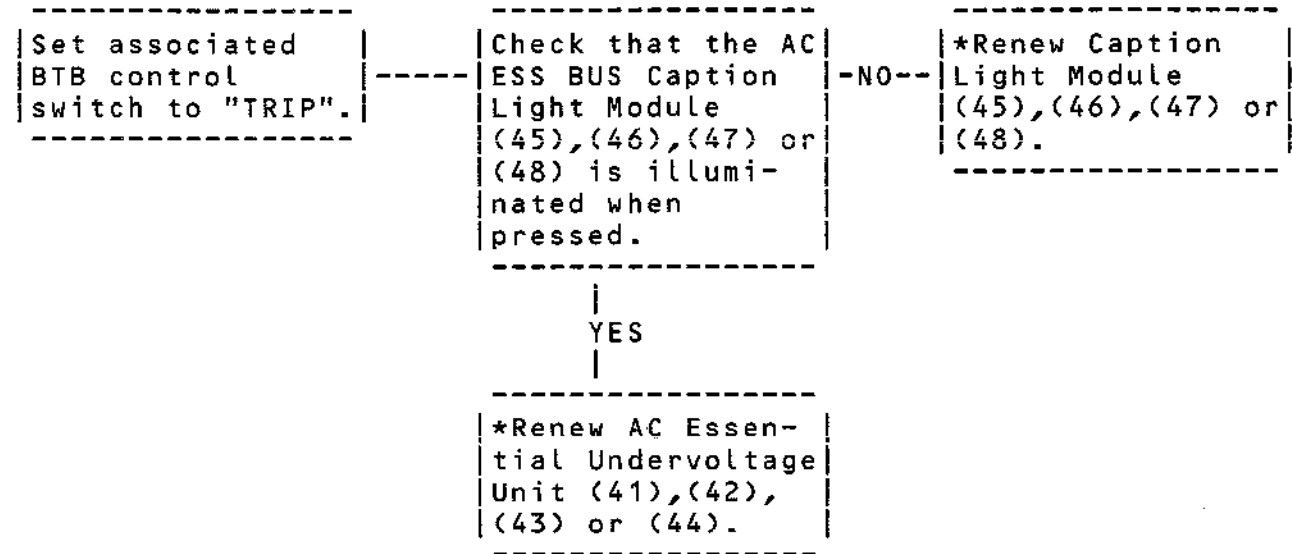 Set associated
BTB control
switch to "TRIP".
Check that the AC
ESS BUS Caption
Light Module
(45),(46),(47) or
(48) is illumi-
nated when
pressed.
NO
*Renew Caption
Light Module
(45),(46),(47) or
(48).
YES
*Renew AC Essen-
tial Undervoltage
Unit (41),(42),
(43) or (44).